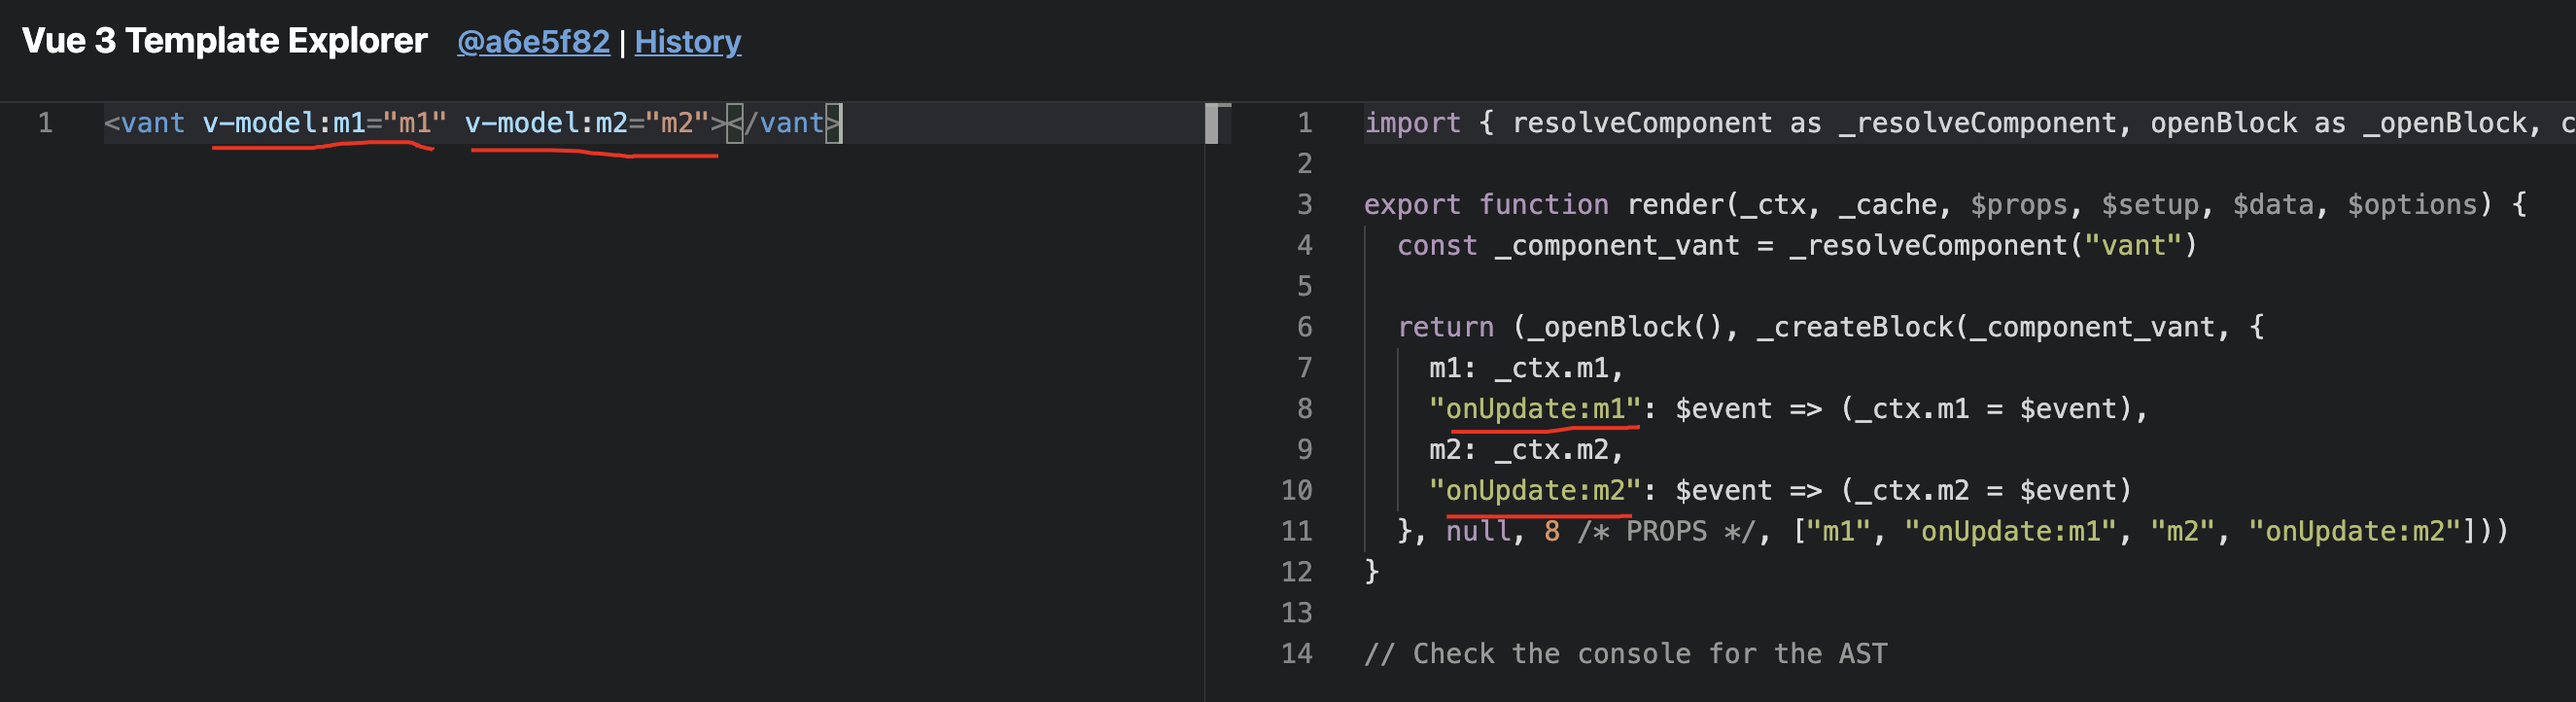 Vue 3 Template Explorer @a6e5f82 | History
1 <vant v-model:m1="m1" v-model:m2="m2"></vant>
1 import { resolveComponent as _resolveComponent, openBlock as _openBlock, c
2
3 export function render(_ctx, _cache, $props, $setup, $data, $options) {
4 const _component_vant = _resolveComponent("vant")
5
6 return (_openBlock(), _createBlock(_component_vant, {
7 m1: _ctx.m1,
8 "onUpdate:m1": $event => (_ctx.m1 = $event),
9 m2: _ctx.m2,
10 "onUpdate:m2": $event => (_ctx.m2 = $event)
11 }, null, 8 /* PROPS */, ["m1", "onUpdate:m1", "m2", "onUpdate:m2"]))
12 }
13
14 // Check the console for the AST